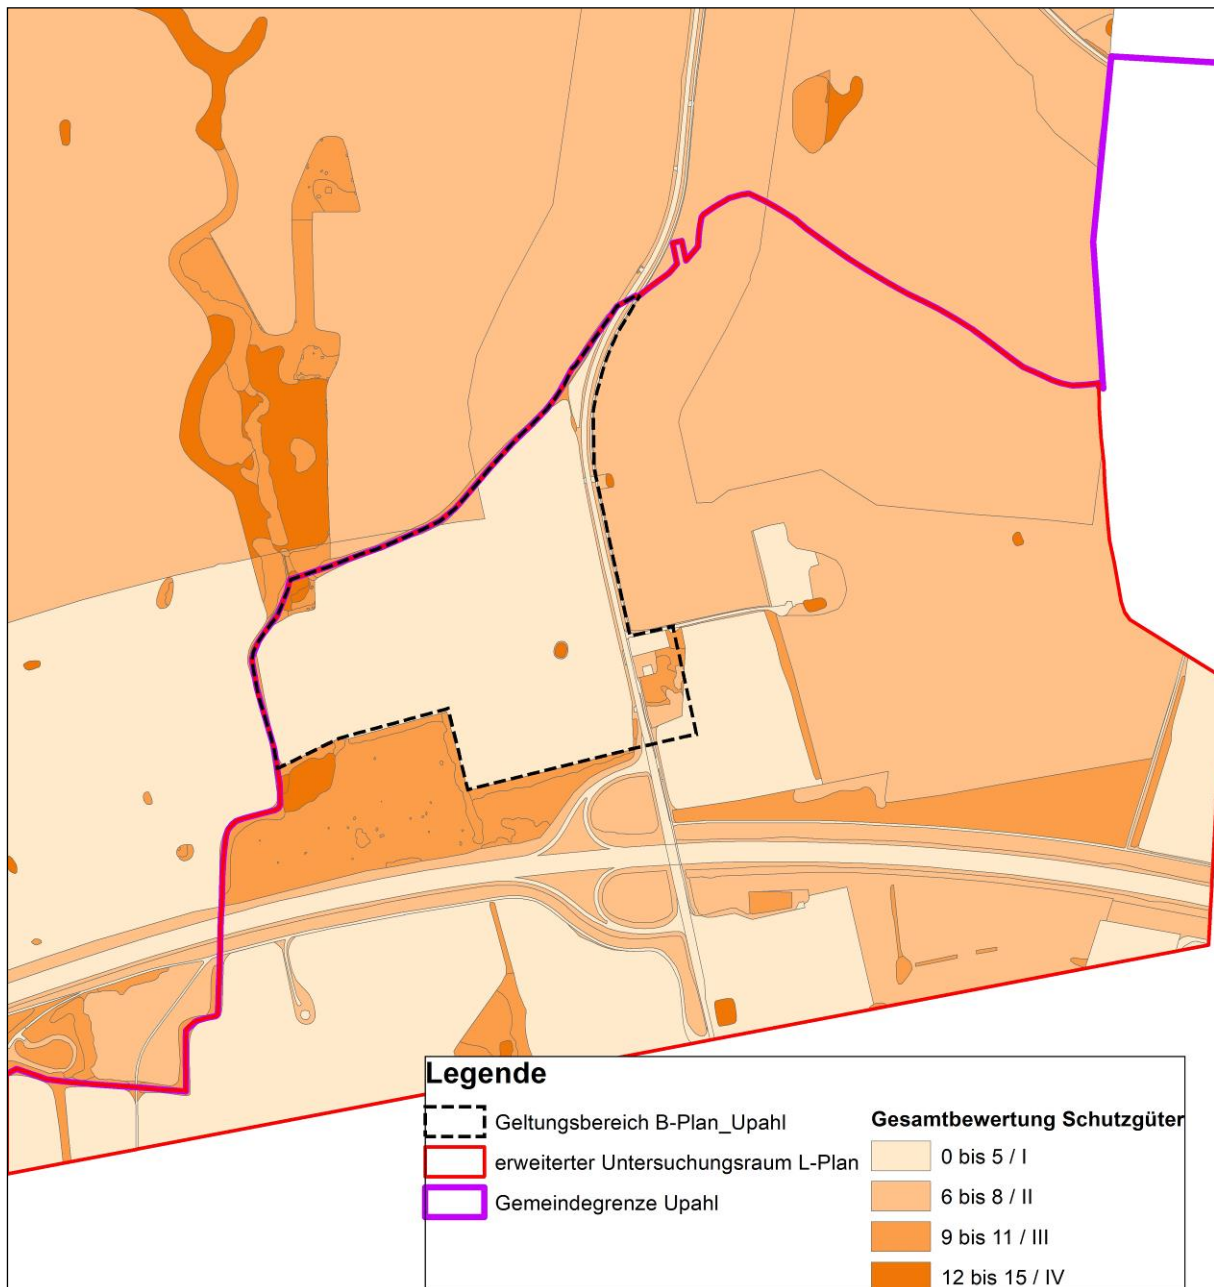 Legende
Geltungsbereich B-Plan_Upahl
erweiterter Untersuchungsraum L-Plan
Gemeindegrenze Upahl
Gesamtbewertung Schutzgüter
0 bis 5 / I
6 bis 8 / II
9 bis 11 / III
12 bis 15 / IV